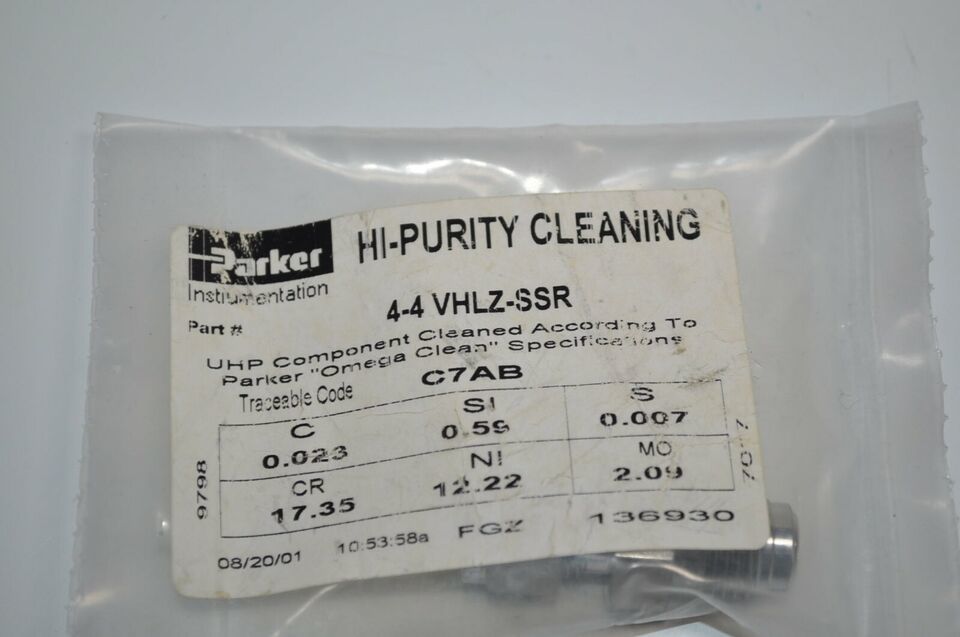 Parker
Instrumentation
HI-PURITY CLEANING
Part #
4-4 VHLZ-SSR
UHP Component Cleaned According To
Parker "Omega Clean" Specifications
Traceable Code C7AB
C SI S
0.023 0.59 0.007
CR NI MO
17.35 12.22 2.09
9798
08/20/01 10:53:58a FGZ 136930